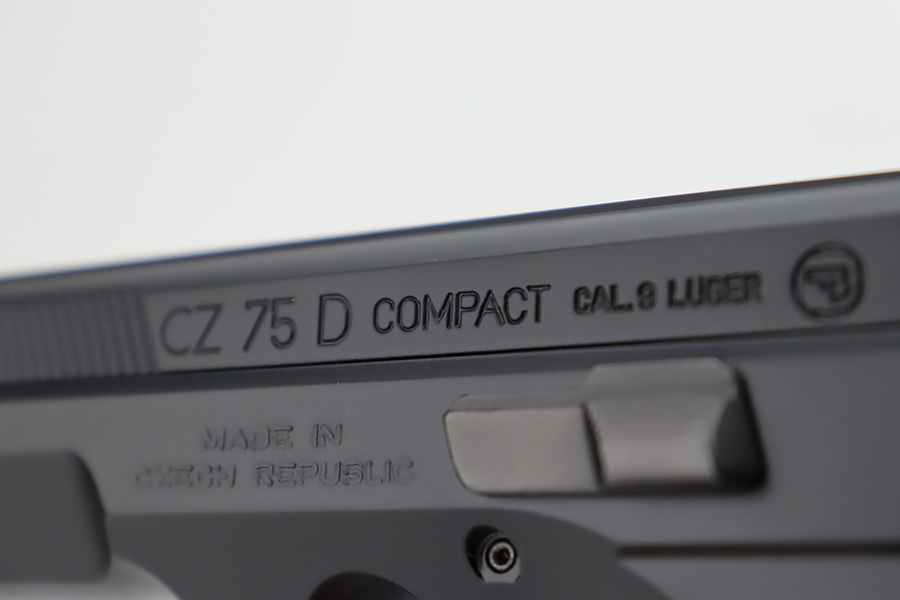 CZ 75 D COMPACT CAL. 9 LUGER
MADE IN
CZECH REPUBLIC